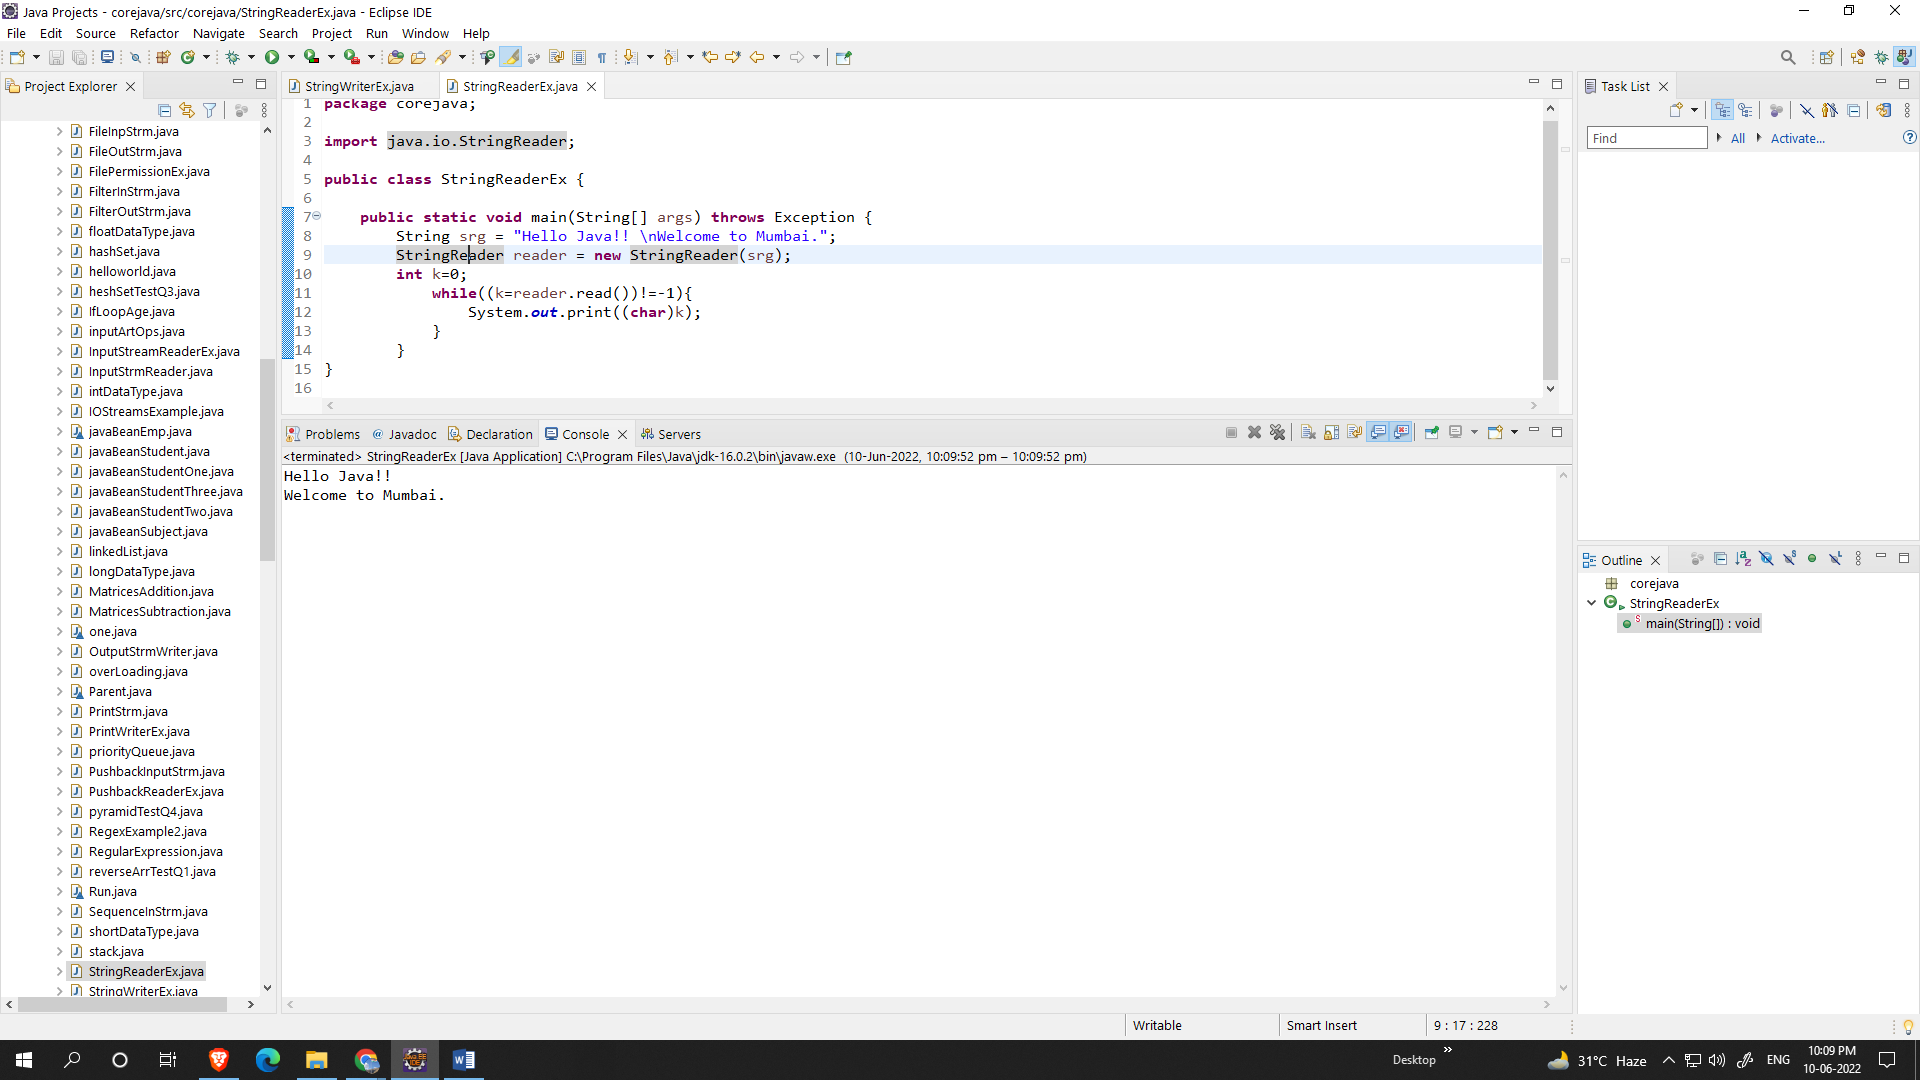 Java Projects - corejava/src/corejava/StringReaderEx.java - Eclipse IDE
File Edit Source Refactor Navigate Search Project Run Window Help
Project Explorer
FileInpStrm.java
FileOutStrm.java
FilePermissionEx.java
FilterInStrm.java
FilterOutStrm.java
floatDataType.java
hashSet.java
helloworld.java
heshSetTestQ3.java
IfLoopAge.java
inputArtOps.java
InputStreamReaderEx.java
InputStrmReader.java
intDataType.java
IOStreamsExample.java
javaBeanEmp.java
javaBeanStudent.java
javaBeanStudentOne.java
javaBeanStudentThree.java
javaBeanStudentTwo.java
javaBeanSubject.java
linkedList.java
longDataType.java
MatricesAddition.java
MatricesSubtraction.java
one.java
OutputStrmWriter.java
overLoading.java
Parent.java
PrintStrm.java
PrintWriterEx.java
priorityQueue.java
PushbackInputStrm.java
PushbackReaderEx.java
pyramidTestQ4.java
RegexExample2.java
RegularExpression.java
reverseArrTestQ1.java
Run.java
SequenceInStrm.java
shortDataType.java
stack.java
StringReaderEx.java
StringWriterEx.java
StringWriterEx.java StringReaderEx.java
1 package corejava;
2
3 import java.io.StringReader;
4
5 public class StringReaderEx {
6
7 public static void main(String[] args) throws Exception {
8 String srg = "Hello Java!! \nWelcome to Mumbai.";
9 StringReader reader = new StringReader(srg);
10 int k=0;
11 while((k=reader.read())!=-1){
12 System.out.print((char)k);
13 }
14 }
15 }
16
Problems @ Javadoc Declaration Console Servers
<terminated> StringReaderEx [Java Application] C:\Program Files\Java\jdk-16.0.2\bin\javaw.exe (10-Jun-2022, 10:09:52 pm – 10:09:52 pm)
Hello Java!!
Welcome to Mumbai.
Task List
Find All Activate...
Outline
corejava
StringReaderEx
main(String[]) : void
Writable Smart Insert 9 : 17 : 228
Desktop 31°C Haze ENG 10:09 PM
10-06-2022